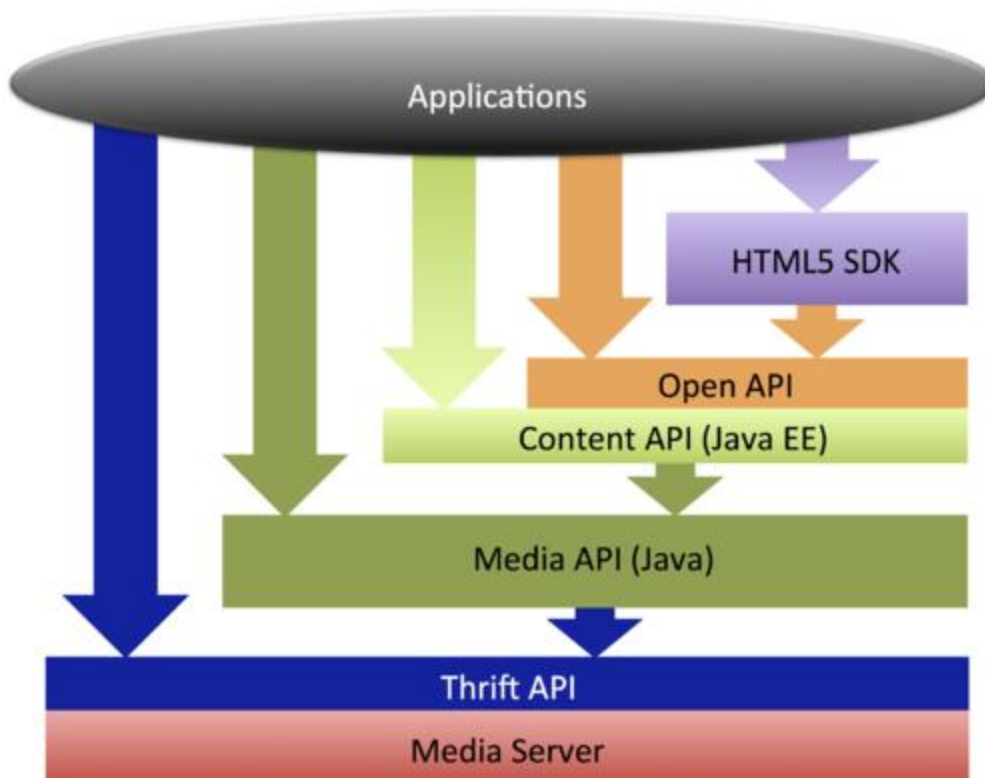 Applications
HTML5 SDK
Open API
Content API (Java EE)
Media API (Java)
Thrift API
Media Server